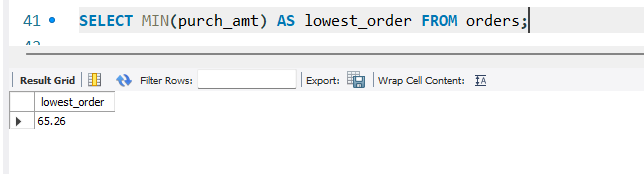 41 SELECT MIN(purch_amt) AS lowest_order FROM orders;
Result Grid Filter Rows: Export: Wrap Cell Content: IA
lowest_order
65.26